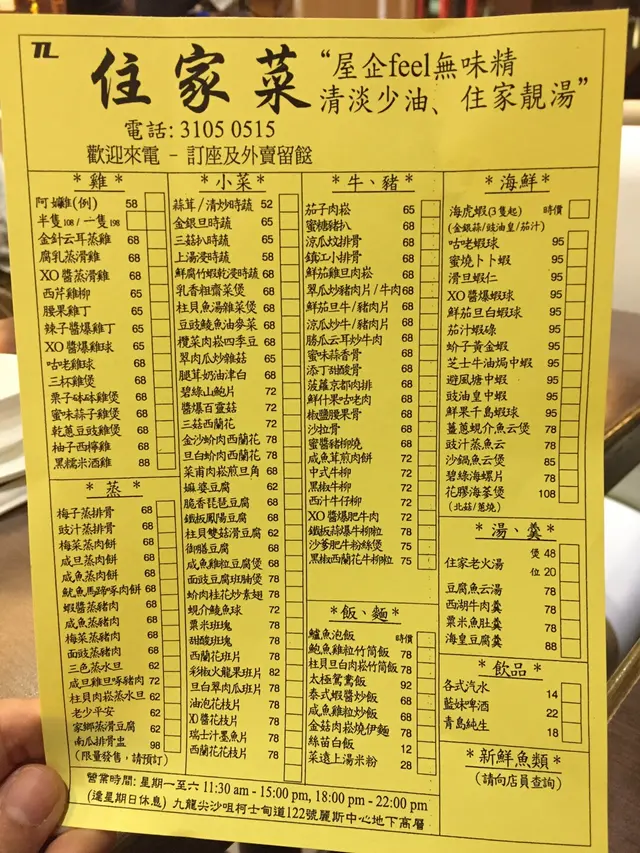 TL
住家菜
“屋企feel無味精
清淡少油、住家靚湯”
電話: 3105 0515
歡迎來電 - 訂座及外賣留餸
* 雞 *
阿嬸雞(例) 58
半隻108 / 一隻198
金針云耳蒸雞 68
腐乳蒸滑雞 68
XO醬蒸滑雞 68
西芹雞柳 65
腰果雞丁 65
辣子醬爆雞丁 65
XO醬雞球 68
咕老雞球 68
三杯雞煲 68
栗子砵砵雞煲 68
蜜味蒜子雞煲 68
乾蔥豆豉雞煲 68
柚子西檸雞 68
黑糯米酒雞 88
* 蒸 *
梅子蒸排骨 68
豉汁蒸排骨 68
梅菜蒸肉餅 68
咸旦蒸肉餅 68
咸魚蒸肉餅 68
魷魚馬蹄啄肉餅 68
蝦醬蒸豬肉 68
咸魚蒸豬肉 68
梅菜蒸豬肉 68
面豉蒸豬肉 68
三色蒸水旦 62
咸旦雞旦啄豬肉 72
柱貝肉崧蒸水旦 72
老少平安 62
家鄉蒸滑豆腐 62
南瓜排骨盅 98
(限量發售，請預訂)
* 小菜 *
蒜茸 / 清炒時蔬 52
金銀旦時蔬 65
三菇扒時蔬 65
上湯浸時蔬 58
鮮腐竹蝦乾浸時蔬 68
乳香粗齋菜煲 68
柱貝魚湯雜菜煲 68
豆豉鯪魚油麥菜 68
欖菜肉崧四季豆 68
翠肉瓜炒雜菇 65
腿茸奶油津白 68
碧綠山鮑片 72
醬爆百靈菇 72
三菇西蘭花 72
金沙蚧肉西蘭花 78
旦白蚧肉西蘭花 78
菜甫肉崧煎旦角 68
麻婆豆腐 62
脆香琵琶豆腐 68
鐵板鳳陽豆腐 68
柱貝雙菇滑豆腐 62
御膳豆腐 68
咸魚雞粒豆腐煲 68
面豉豆腐班腩煲 78
蚧肉桂花炒素翅 78
蜆介鯪魚球 72
粟米班塊 78
甜酸班塊 78
西蘭花班片 78
彩椒火龍果班片 82
旦白翠肉瓜班片 78
油泡花枝片 78
XO醬花枝片 78
瑞士汁墨魚片 78
西蘭花花枝片 78
* 牛、豬 *
茄子肉崧 65
蜜糖豬扒 68
涼瓜炆排骨 68
鎮江小排骨 68
鮮茄雞旦肉崧 68
翠瓜炒豬肉片 / 牛肉 68
鮮茄旦牛 / 豬肉片 68
涼瓜炒牛 / 豬肉片 68
勝瓜云耳炒牛肉 68
蜜味蒜香骨 68
添丁甜酸骨 68
菠蘿京都肉排 68
鮮什果咕老肉 68
椒鹽腰果骨 68
沙拉骨 68
蜜醬豬柳燒 68
咸魚茸煎肉餅 72
中式牛柳 72
黑椒牛柳 72
西汁牛仔柳 72
XO醬爆肥牛肉 72
鐵板蒜爆牛柳粒 78
沙爹肥牛粉絲煲 75
黑椒西蘭花牛柳粒 75
* 飯、麵 *
鱸魚泡飯 時價
鮑魚雞粒竹筒飯 78
柱貝旦白肉崧竹筒飯 78
太極鴛鴦飯 92
泰式蝦醬炒飯 68
咸魚雞粒炒飯 68
金菇肉崧燒伊麵 78
絲苗白飯 12
菜遠上湯米粉 28
* 海鮮 *
海虎蝦(3隻起) 時價
(金銀蒜/豉油皇/茄汁)
咕咾蝦球 95
蜜燒卜卜蝦 95
滑旦蝦仁 95
XO醬爆蝦球 95
鮮茄旦白蝦球 95
茄汁蝦碌 95
蚧子黃金蝦 95
芝士牛油焗中蝦 95
避風塘中蝦 95
豉油皇中蝦 95
鮮果千島蝦球 95
薑蔥蜆介魚云煲 78
豉汁蒸魚云 78
沙鍋魚云煲 85
碧綠海螺片 78
花膠海參煲 108
(北菇/蔥燒)
* 湯、羹 *
煲 48
住家老火湯
位 20
豆腐魚云湯 78
西湖牛肉羹 78
粟米魚肚羹 78
海皇豆腐羹 88
* 飲品 *
各式汽水 14
藍妹啤酒 22
青島純生 18
* 新鮮魚類 *
(請向店員查詢)
營業時間: 星期一至六 11:30 am - 15:00 pm, 18:00 pm - 22:00 pm
(逢星期日休息) 九龍尖沙咀柯士甸道122號麗斯中心地下高層